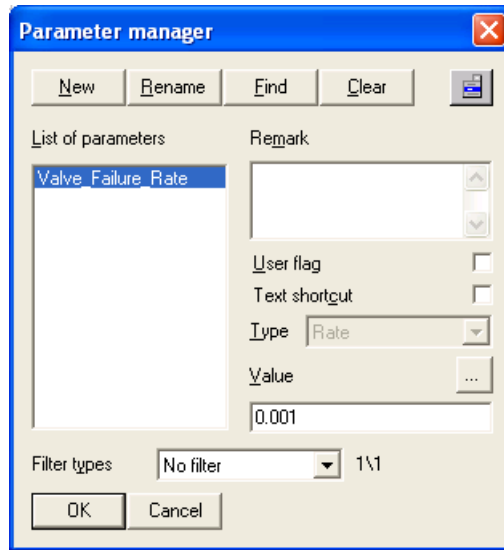 Parameter manager
New Rename Find Clear
List of parameters Remark
Valve_Failure_Rate
User flag
Text shortcut
Type Rate
Value ...
0.001
Filter types No filter 1\1
OK Cancel